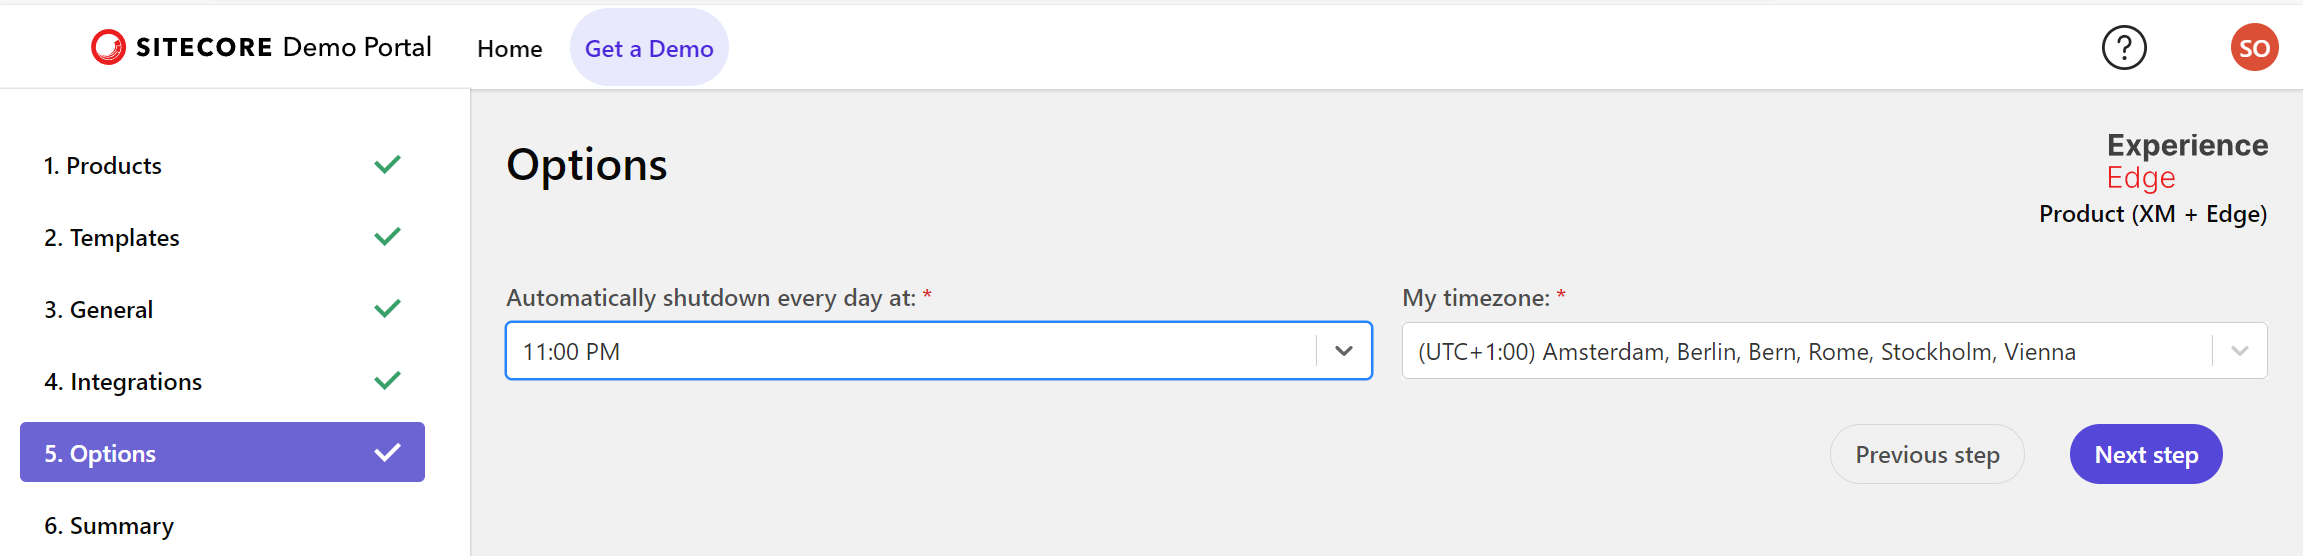 SITECORE Demo Portal
Home
Get a Demo
?
SO
1. Products
2. Templates
3. General
4. Integrations
5. Options
6. Summary
Options
Experience
Edge
Product (XM + Edge)
Automatically shutdown every day at: *
11:00 PM
My timezone: *
(UTC+1:00) Amsterdam, Berlin, Bern, Rome, Stockholm, Vienna
Previous step
Next step